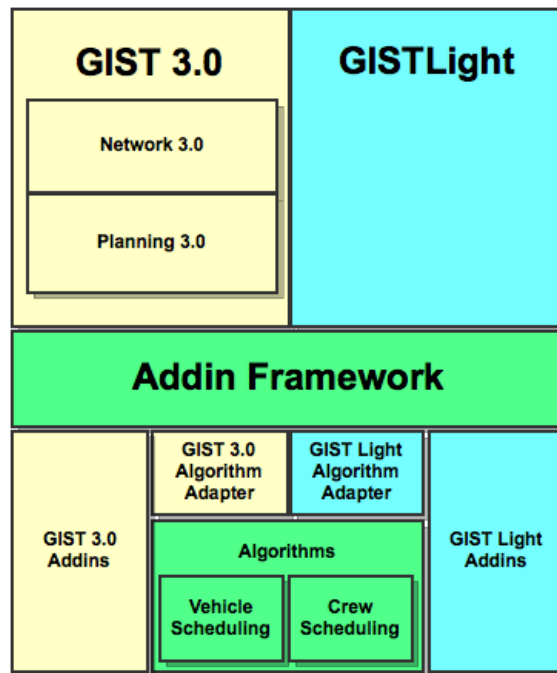 GIST 3.0
GISTLight
Network 3.0
Planning 3.0
Addin Framework
GIST 3.0
Addins
GIST 3.0
Algorithm
Adapter
GIST Light
Algorithm
Adapter
GIST Light
Addins
Algorithms
Vehicle
Scheduling
Crew
Scheduling